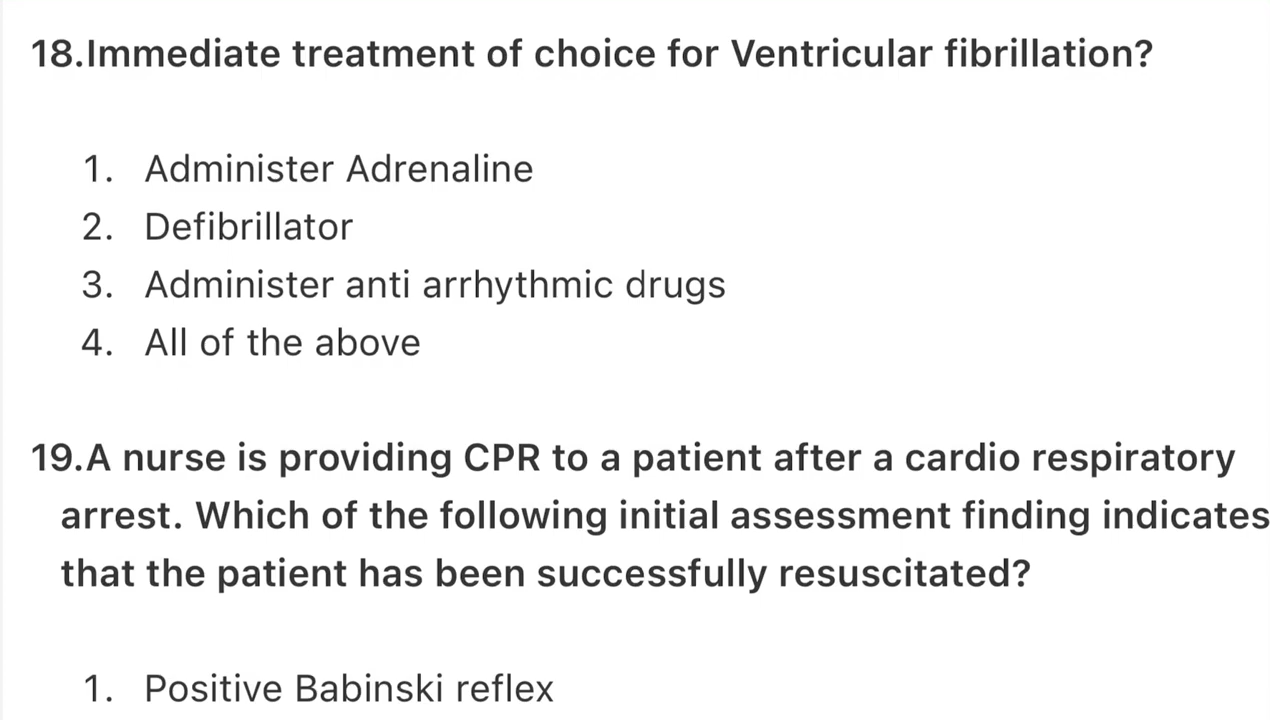 18.Immediate treatment of choice for Ventricular fibrillation?
1. Administer Adrenaline
2. Defibrillator
3. Administer anti arrhythmic drugs
4. All of the above
19.A nurse is providing CPR to a patient after a cardio respiratory
arrest. Which of the following initial assessment finding indicates
that the patient has been successfully resuscitated?
1. Positive Babinski reflex